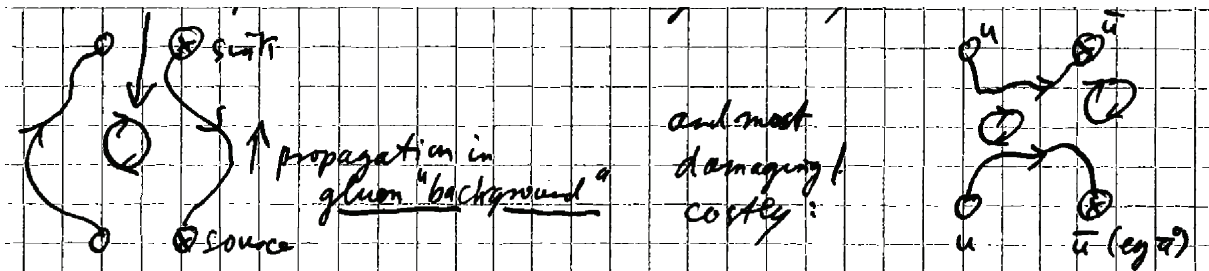 sink
propagation in
gluon "background"
source
and most
damaging/
costly:
u ū
u ū (eg π⁰)